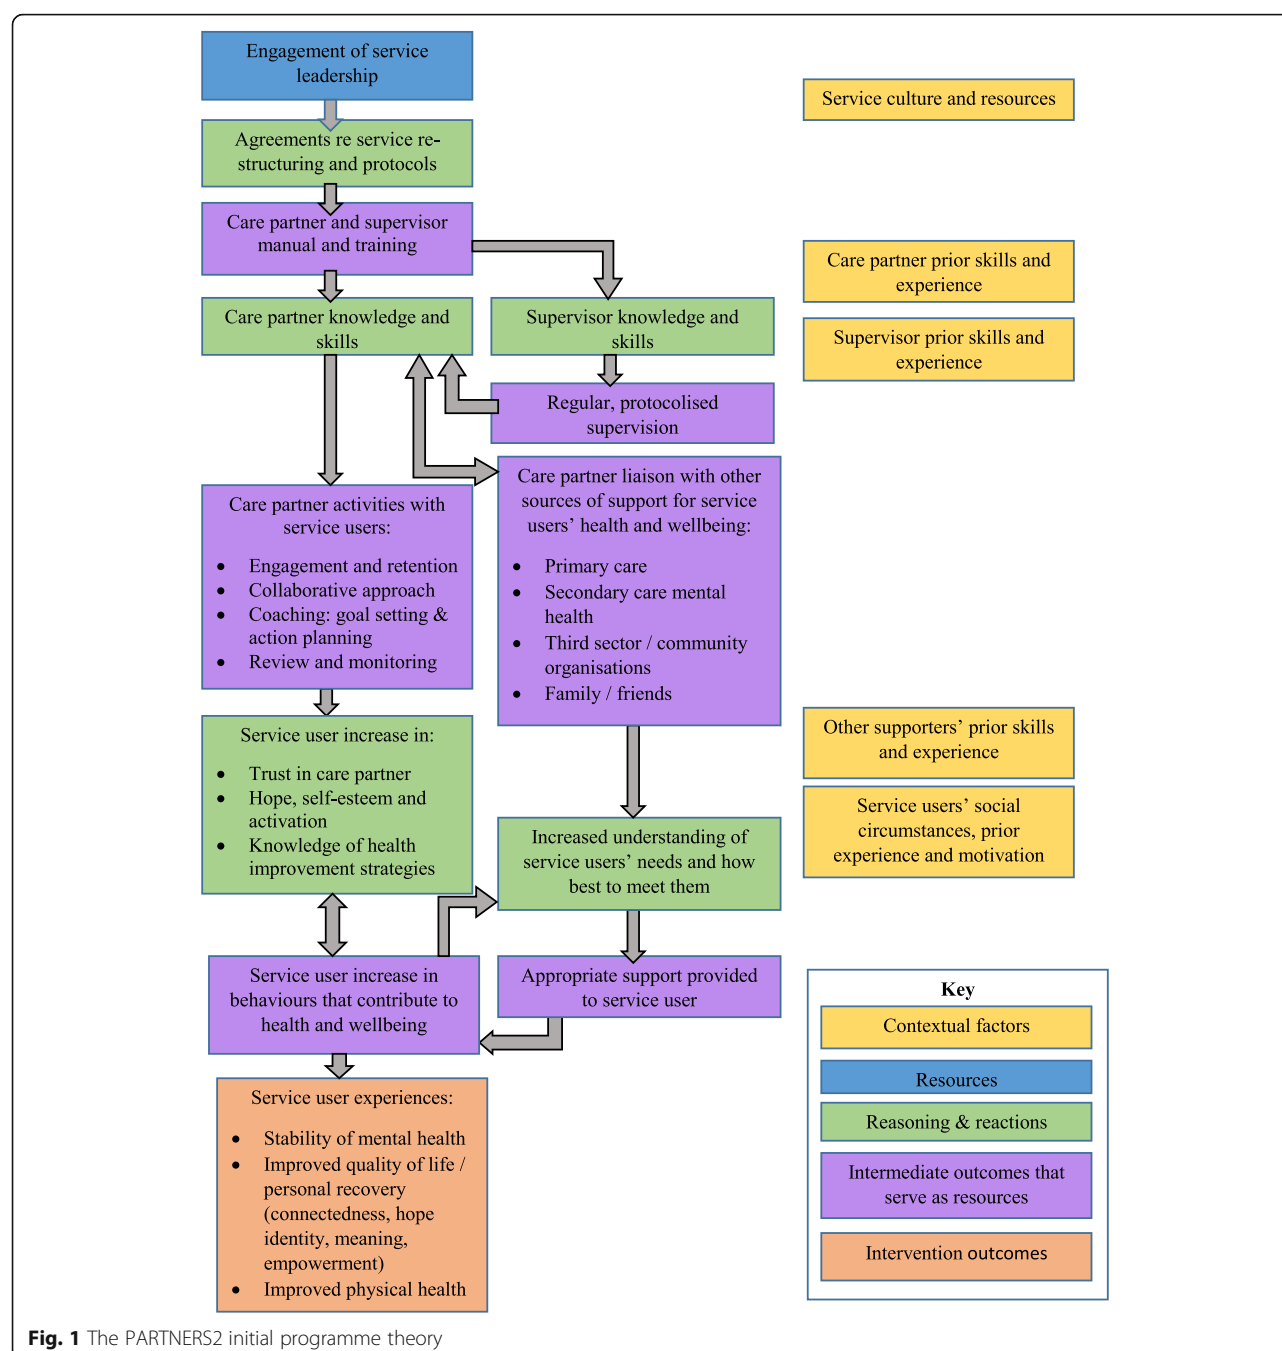 Engagement of service
leadership
Service culture and resources
Agreements re service re-
structuring and protocols
Care partner and supervisor
manual and training
Care partner prior skills and
experience
Care partner knowledge and
skills
Supervisor knowledge and
skills
Supervisor prior skills and
experience
Regular, protocolised
supervision
Care partner activities with
service users:
• Engagement and retention
• Collaborative approach
• Coaching: goal setting &
action planning
• Review and monitoring
Care partner liaison with other
sources of support for service
users’ health and wellbeing:
• Primary care
• Secondary care mental
health
• Third sector / community
organisations
• Family / friends
Service user increase in:
• Trust in care partner
• Hope, self-esteem and
activation
• Knowledge of health
improvement strategies
Other supporters’ prior skills
and experience
Service users’ social
circumstances, prior
experience and motivation
Increased understanding of
service users’ needs and how
best to meet them
Service user increase in
behaviours that contribute to
health and wellbeing
Appropriate support provided
to service user
Service user experiences:
• Stability of mental health
• Improved quality of life /
personal recovery
(connectedness, hope
identity, meaning,
empowerment)
• Improved physical health
Key
Contextual factors
Resources
Reasoning & reactions
Intermediate outcomes that
serve as resources
Intervention outcomes
Fig. 1 The PARTNERS2 initial programme theory